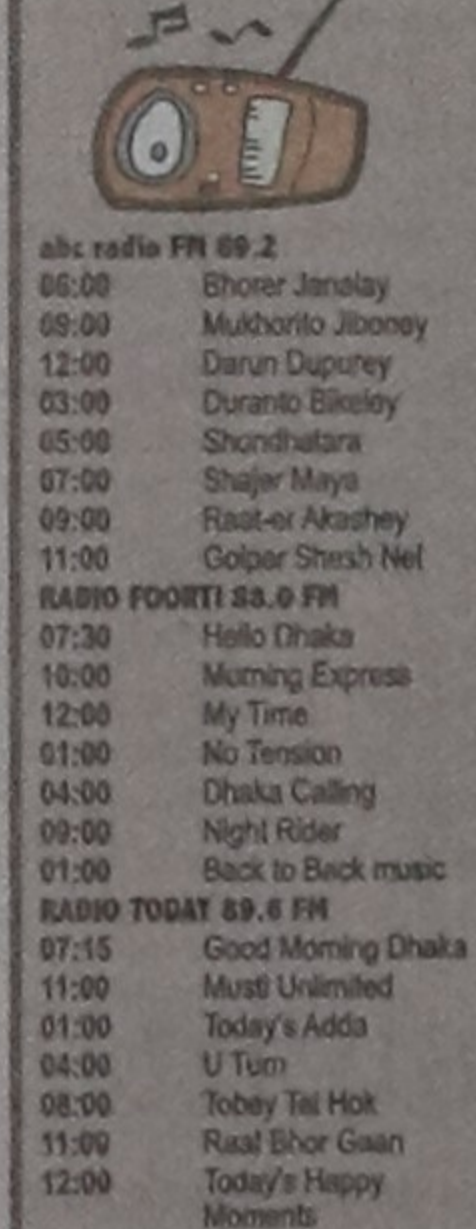 abc radio FM 89.2
06:00 Bhorer Janalay
09:00 Mukhorito Jiboney
12:00 Darun Dupurey
03:00 Duranto Bikeley
05:00 Shondhatara
07:00 Shajer Maya
09:00 Raat-er Akashey
11:00 Golper Shesh Nei
RADIO FOORTI 88.0 FM
07:30 Hello Dhaka
10:00 Morning Express
12:00 My Time
01:00 No Tension
04:00 Dhaka Calling
09:00 Night Rider
01:00 Back to Back music
RADIO TODAY 89.6 FM
07:15 Good Morning Dhaka
11:00 Musti Unlimited
01:00 Today's Adda
04:00 U Turn
08:00 Tobey Tai Hok
11:00 Raat Bhor Gaan
12:00 Today's Happy
Moments